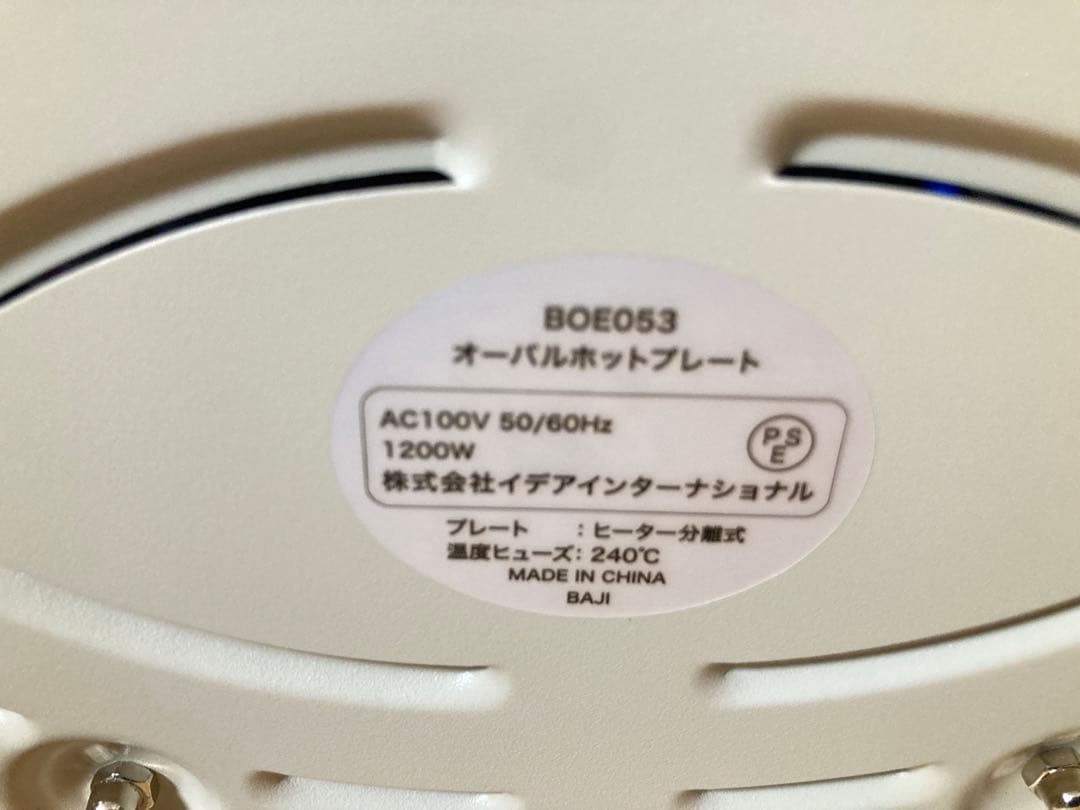 BOE053
オーバルホットプレート
AC100V 50/60Hz
1200W
PSE
株式会社イデアインターナショナル
プレート　：ヒーター分離式
温度ヒューズ：240℃
MADE IN CHINA
BAJI